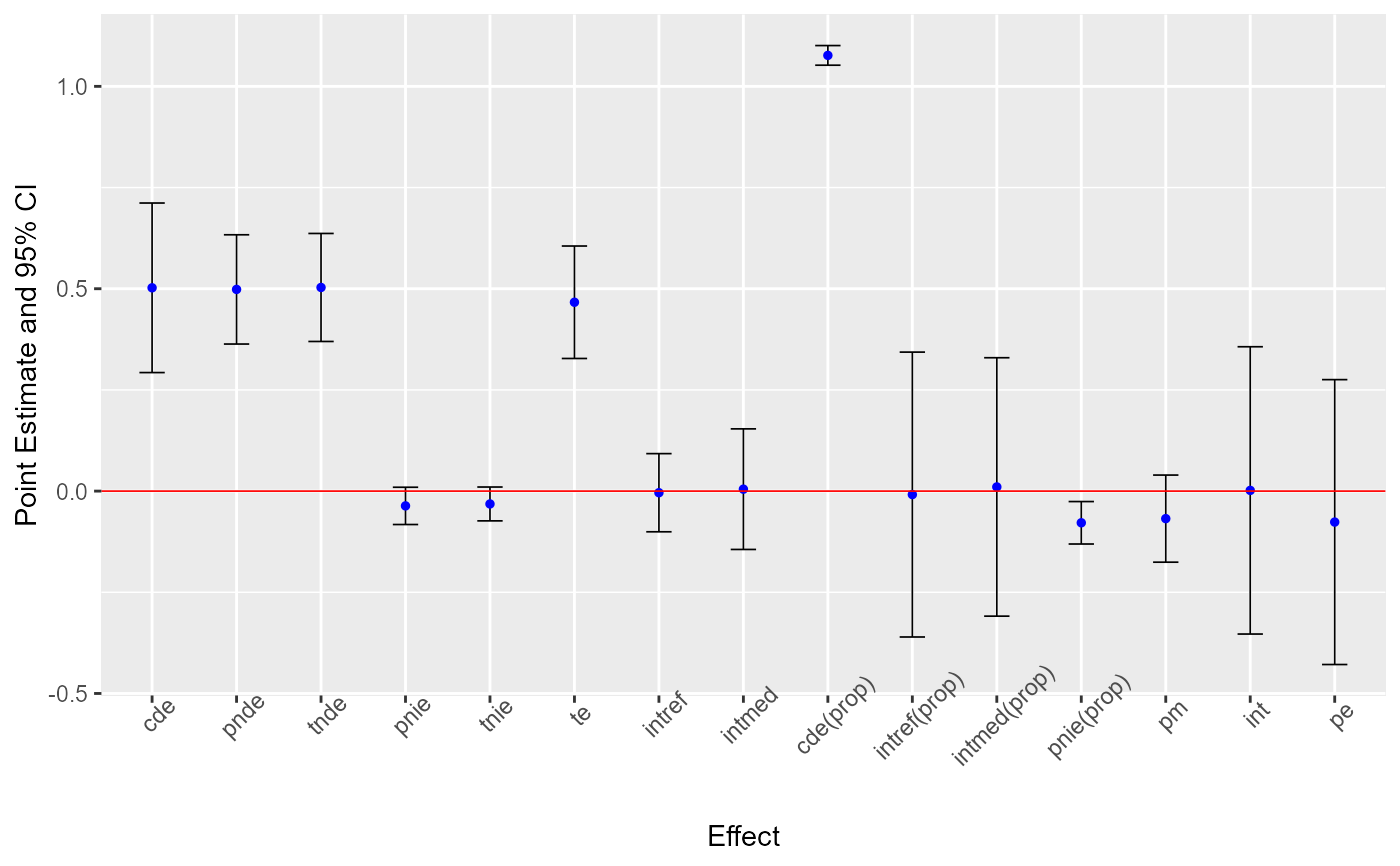 Point Estimate and 95% CI
1.0
0.5
0.0
-0.5
cde
pnde
tnde
pnie
tnie
te
intref
intmed
cde(prop)
intref(prop)
intmed(prop)
pnie(prop)
pm
int
pe
Effect